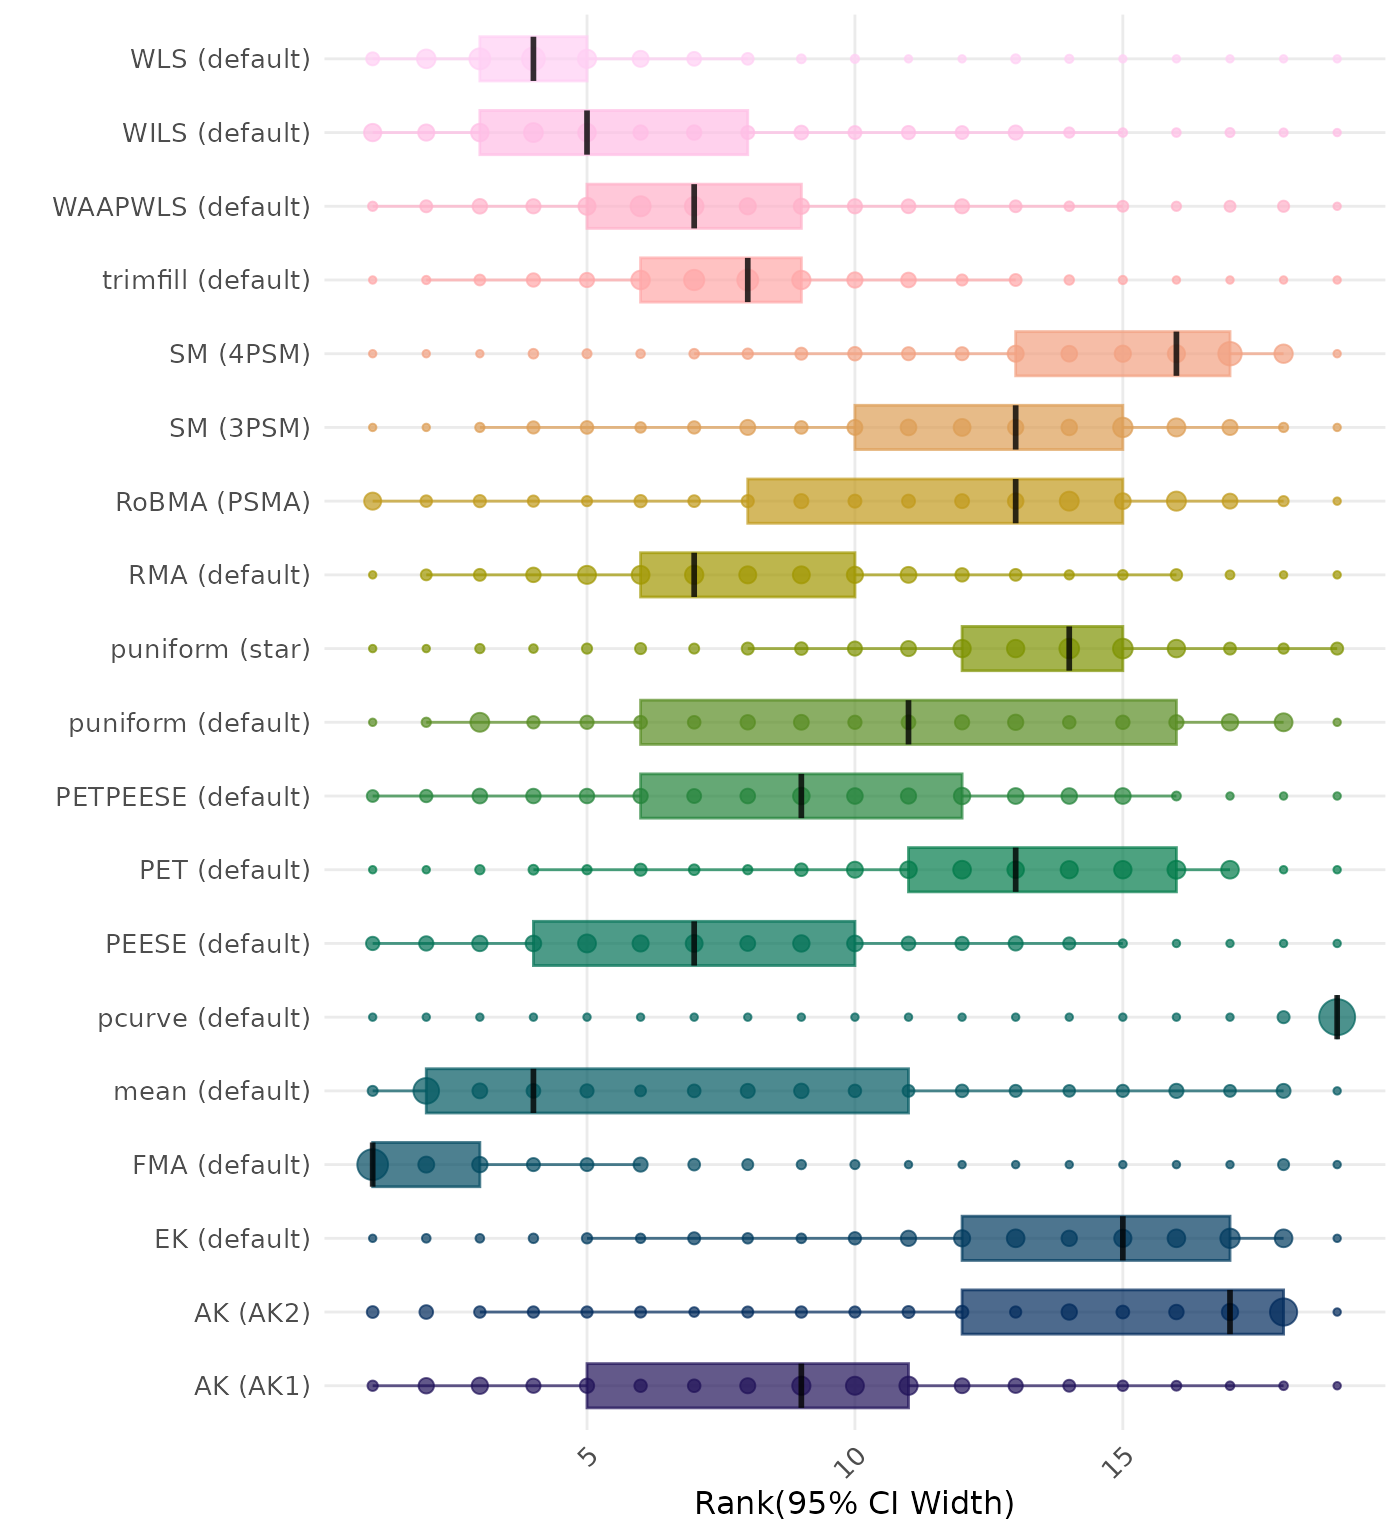 WLS (default)
WILS (default)
WAAPWLS (default)
trimfill (default)
SM (4PSM)
SM (3PSM)
RoBMA (PSMA)
RMA (default)
puniform (star)
puniform (default)
PETPEESE (default)
PET (default)
PEESE (default)
pcurve (default)
mean (default)
FMA (default)
EK (default)
AK (AK2)
AK (AK1)
5 10 15
Rank(95% CI Width)